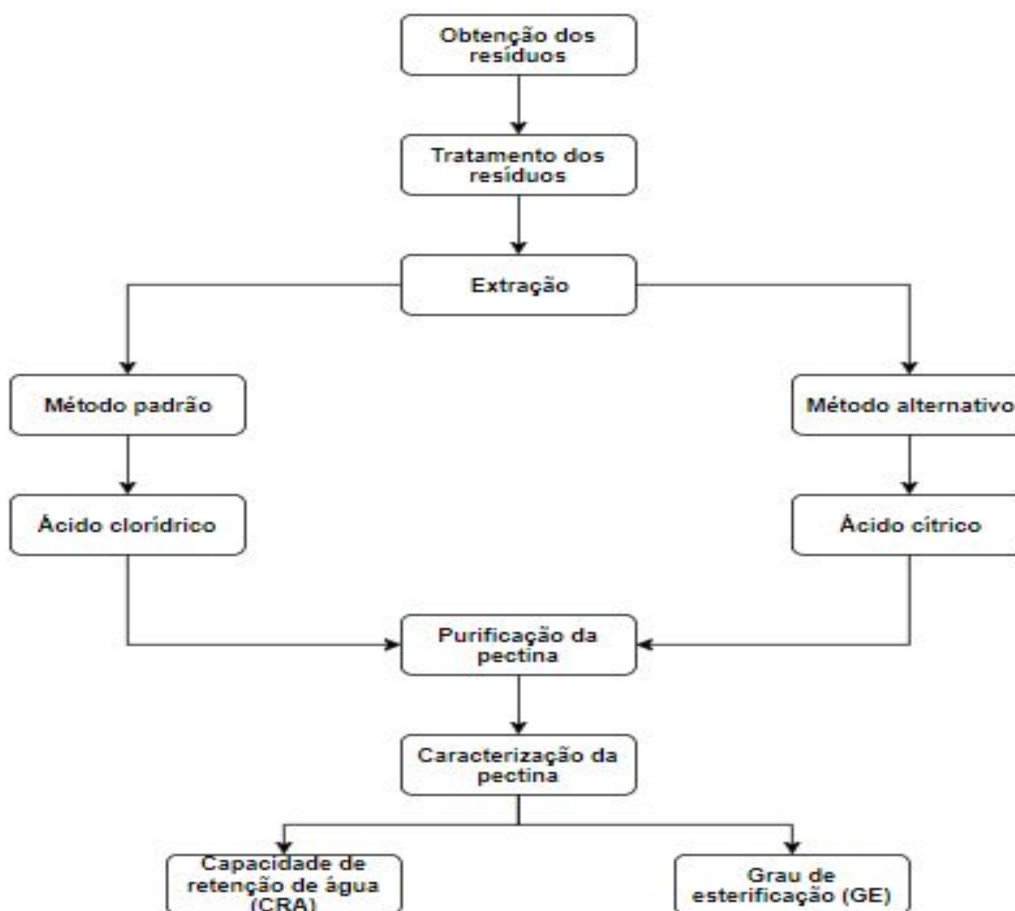 Obtenção dos
resíduos
Tratamento dos
resíduos
Extração
Método padrão
Método alternativo
Ácido clorídrico
Ácido cítrico
Purificação da
pectina
Caracterização da
pectina
Capacidade de
retenção de água
(CRA)
Grau de
esterificação (GE)